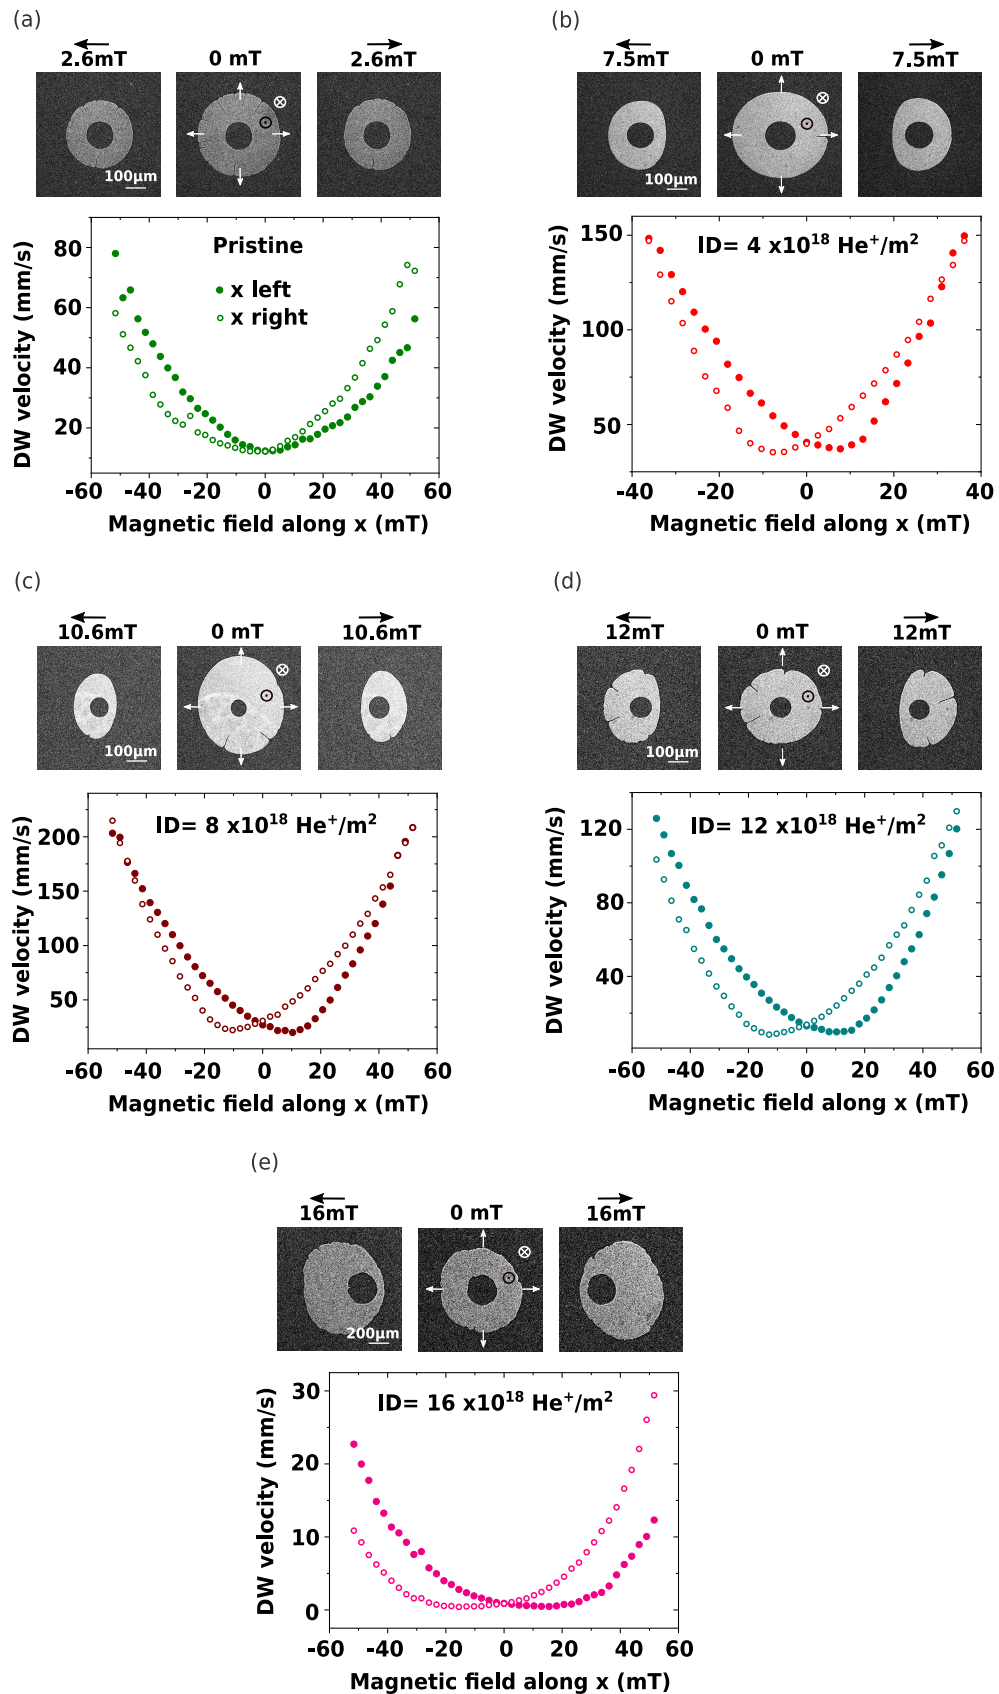 (a)
2.6mT 0 mT 2.6mT
100μm
DW velocity (mm/s)
80
60
40
20
Pristine
x left
x right
-60 -40 -20 0 20 40 60
Magnetic field along x (mT)
(b)
7.5mT 0 mT 7.5mT
100μm
DW velocity (mm/s)
150
100
50
ID= 4 x10¹⁸ He⁺/m²
-40 -20 0 20 40
Magnetic field along x (mT)
(c)
10.6mT 0 mT 10.6mT
100μm
DW velocity (mm/s)
200
150
100
50
ID= 8 x10¹⁸ He⁺/m²
-60 -40 -20 0 20 40 60
Magnetic field along x (mT)
(d)
12mT 0 mT 12mT
100μm
DW velocity (mm/s)
120
80
40
ID= 12 x10¹⁸ He⁺/m²
-60 -40 -20 0 20 40 60
Magnetic field along x (mT)
(e)
16mT 0 mT 16mT
200μm
DW velocity (mm/s)
30
20
10
0
ID= 16 x10¹⁸ He⁺/m²
-60 -40 -20 0 20 40 60
Magnetic field along x (mT)